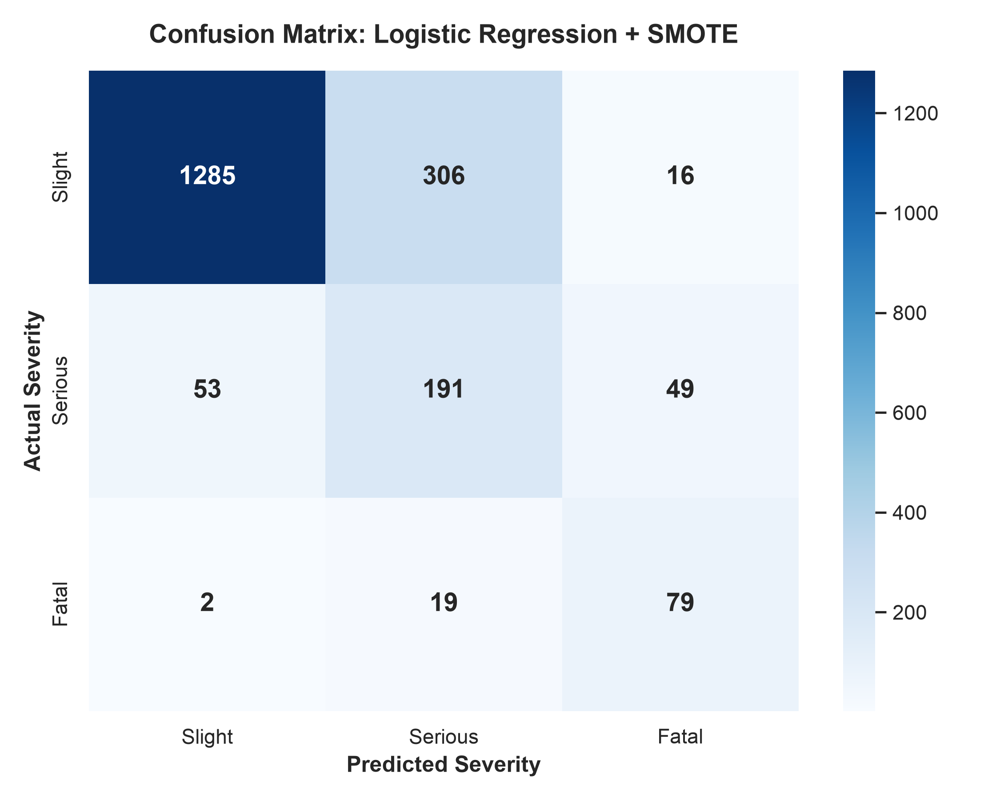 Confusion Matrix: Logistic Regression + SMOTE
Actual Severity
Slight
1285
306
16
Serious
53
191
49
Fatal
2
19
79
Slight
Serious
Fatal
Predicted Severity
1200
1000
800
600
400
200